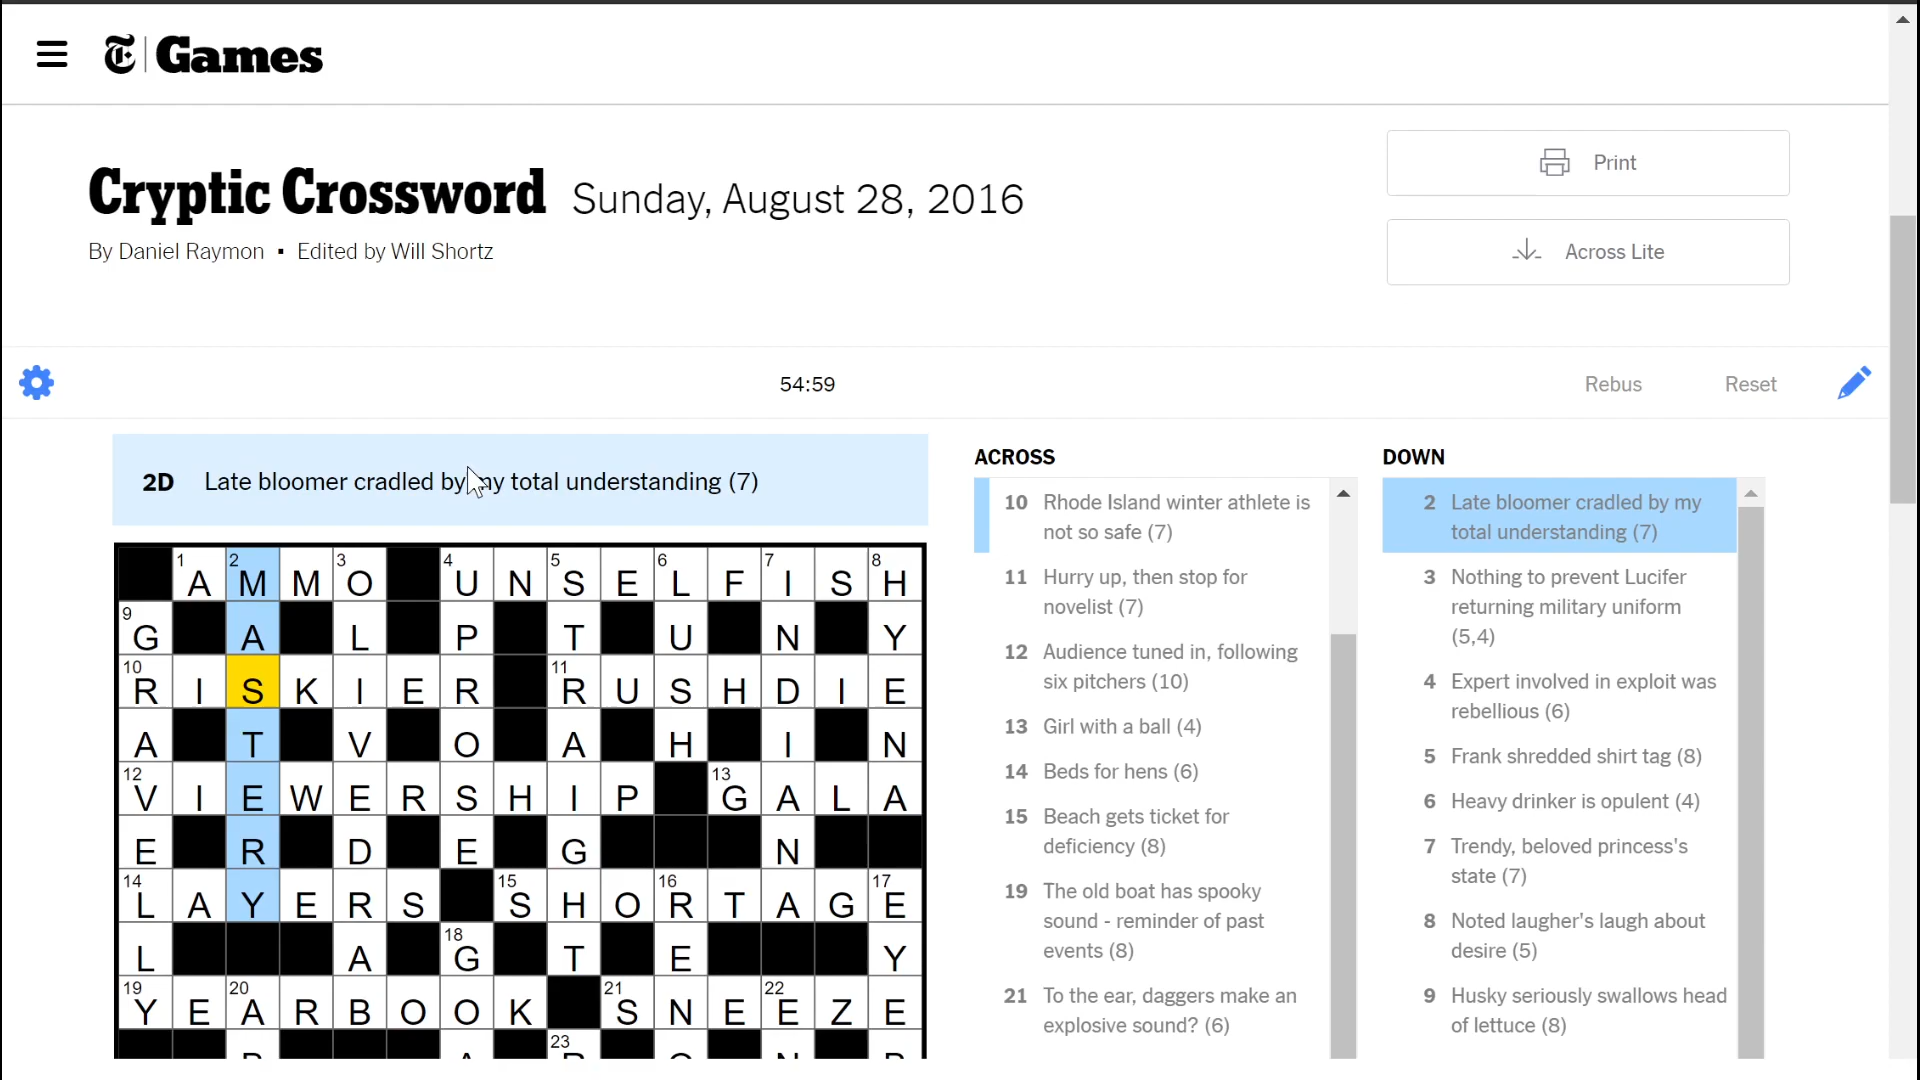 T Games
Cryptic Crossword Sunday, August 28, 2016
By Daniel Raymon ▪ Edited by Will Shortz
Print
Across Lite
54:59
Rebus
Reset
2D Late bloomer cradled by my total understanding (7)
1 A 2 M M 3 O 4 U N 5 S E 6 L F 7 I S 8 H
9 G A L P T U N Y
10 R I S K I E R 11 R U S H D I E
A T V O A H I N
12 V I E W E R S H I P 13 G A L A
E R D E G N
14 L A Y E R S 15 S H O 16 R T A G 17 E
L A 18 G T E Y
19 Y E 20 A R B O O K 21 S N E 22 E Z E
23
ACROSS
10 Rhode Island winter athlete is
not so safe (7)
11 Hurry up, then stop for
novelist (7)
12 Audience tuned in, following
six pitchers (10)
13 Girl with a ball (4)
14 Beds for hens (6)
15 Beach gets ticket for
deficiency (8)
19 The old boat has spooky
sound - reminder of past
events (8)
21 To the ear, daggers make an
explosive sound? (6)
DOWN
2 Late bloomer cradled by my
total understanding (7)
3 Nothing to prevent Lucifer
returning military uniform
(5,4)
4 Expert involved in exploit was
rebellious (6)
5 Frank shredded shirt tag (8)
6 Heavy drinker is opulent (4)
7 Trendy, beloved princess's
state (7)
8 Noted laugher's laugh about
desire (5)
9 Husky seriously swallows head
of lettuce (8)